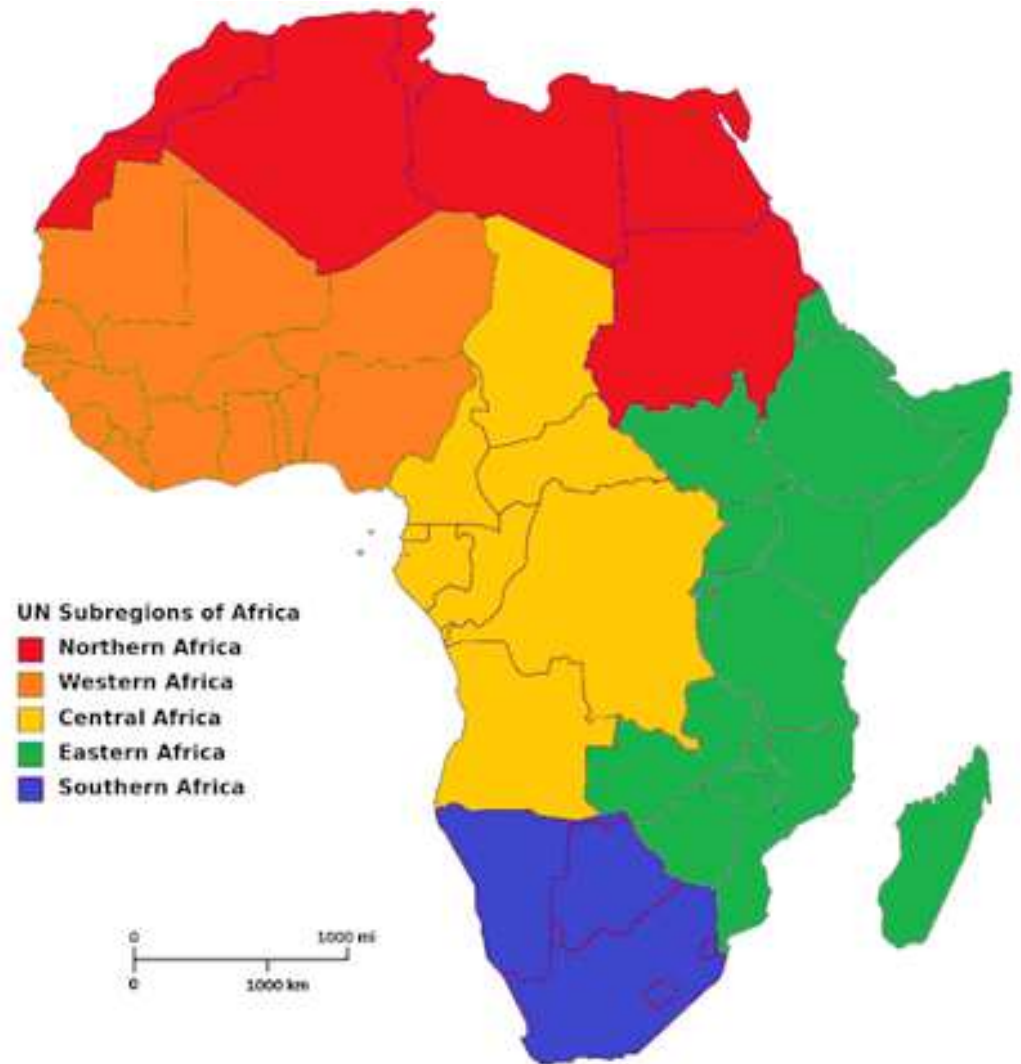 UN Subregions of Africa
Northern Africa
Western Africa
Central Africa
Eastern Africa
Southern Africa
0 1000 mi
0 1000 km